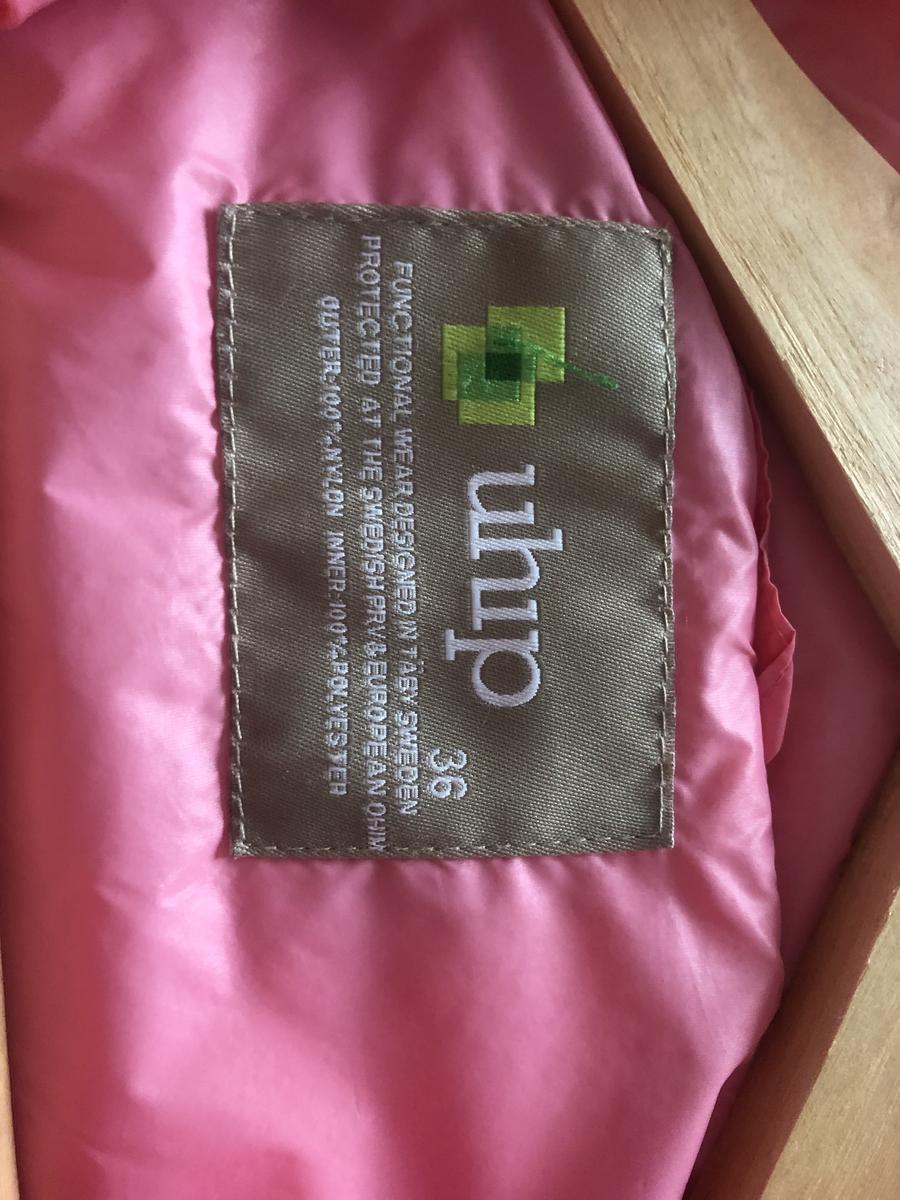 uhip
36
FUNCTIONAL WEAR DESIGNED IN TÄBY SWEDEN
PROTECTED AT THE SWEDISH PRV & EUROPEAN OHIM
OUTER: 100% NYLON INNER: 100% POLYESTER